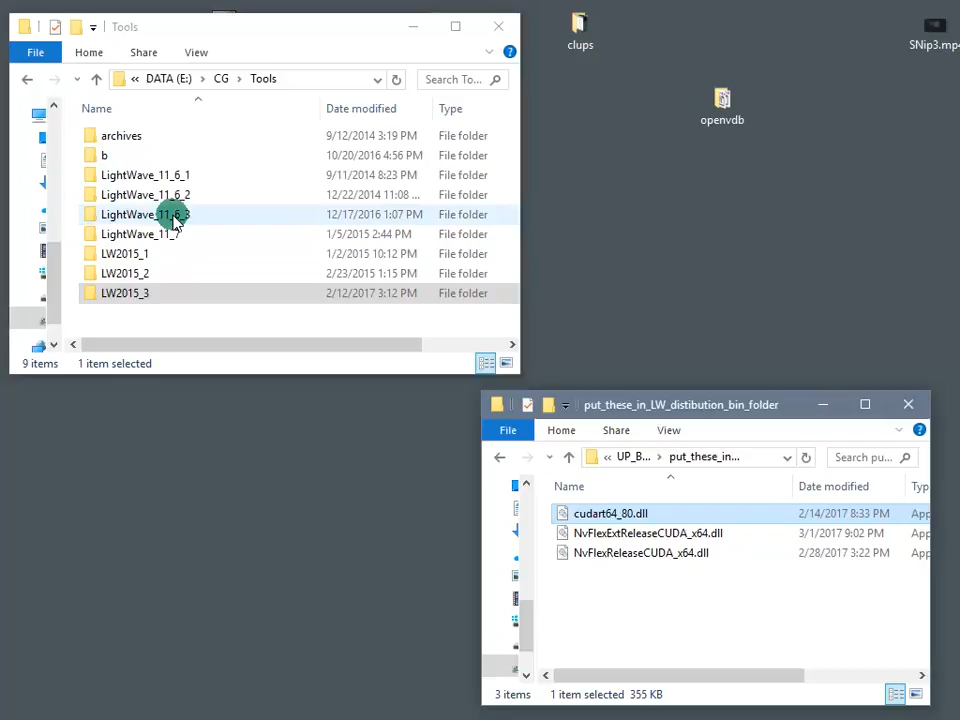 Tools
File Home Share View
« DATA (E:) > CG > Tools
Search To...
Name Date modified Type
archives 9/12/2014 3:19 PM File folder
b 10/20/2016 4:56 PM File folder
LightWave_11_6_1 9/11/2014 8:23 PM File folder
LightWave_11_6_2 12/22/2014 11:08 ... File folder
LightWave_11_6_3 12/17/2016 1:07 PM File folder
LightWave_11_7 1/5/2015 2:44 PM File folder
LW2015_1 1/2/2015 10:12 PM File folder
LW2015_2 2/23/2015 1:15 PM File folder
LW2015_3 2/12/2017 3:12 PM File folder
9 items 1 item selected
clups
SNip3.mp4
openvdb
put_these_in_LW_distibution_bin_folder
File Home Share View
« UP_B... > put_these_in...
Search pu...
Name Date modified Typ
cudart64_80.dll 2/14/2017 8:33 PM App
NvFlexExtReleaseCUDA_x64.dll 3/1/2017 9:02 PM App
NvFlexReleaseCUDA_x64.dll 2/28/2017 3:22 PM App
3 items 1 item selected 355 KB